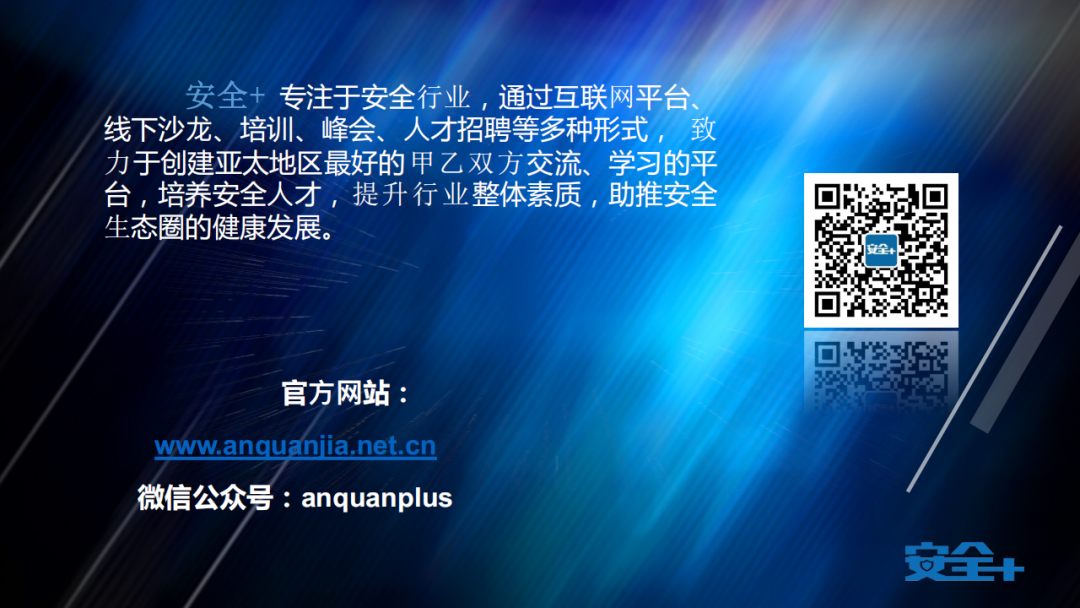 安全+ 专注于安全行业，通过互联网平台、
线下沙龙、培训、峰会、人才招聘等多种形式， 致
力于创建亚太地区最好的甲乙双方交流、学习的平
台，培养安全人才，提升行业整体素质，助推安全
生态圈的健康发展。
安全+
官方网站：
www.anquanjia.net.cn
微信公众号：anquanplus
安全+